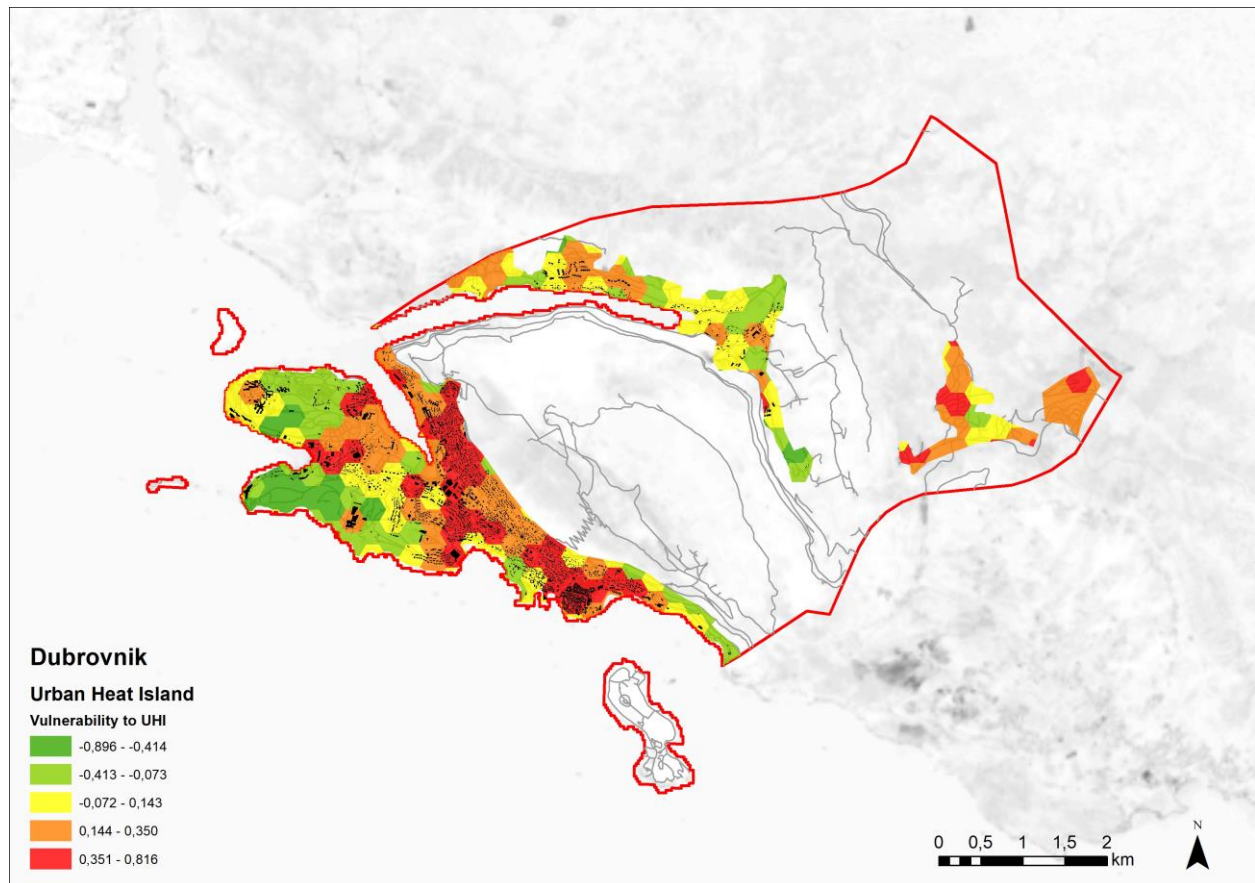 Dubrovnik
Urban Heat Island
Vulnerability to UHI
-0,896 - -0,414
-0,413 - -0,073
-0,072 - 0,143
0,144 - 0,350
0,351 - 0,816
0 0,5 1 1,5 2
km
N